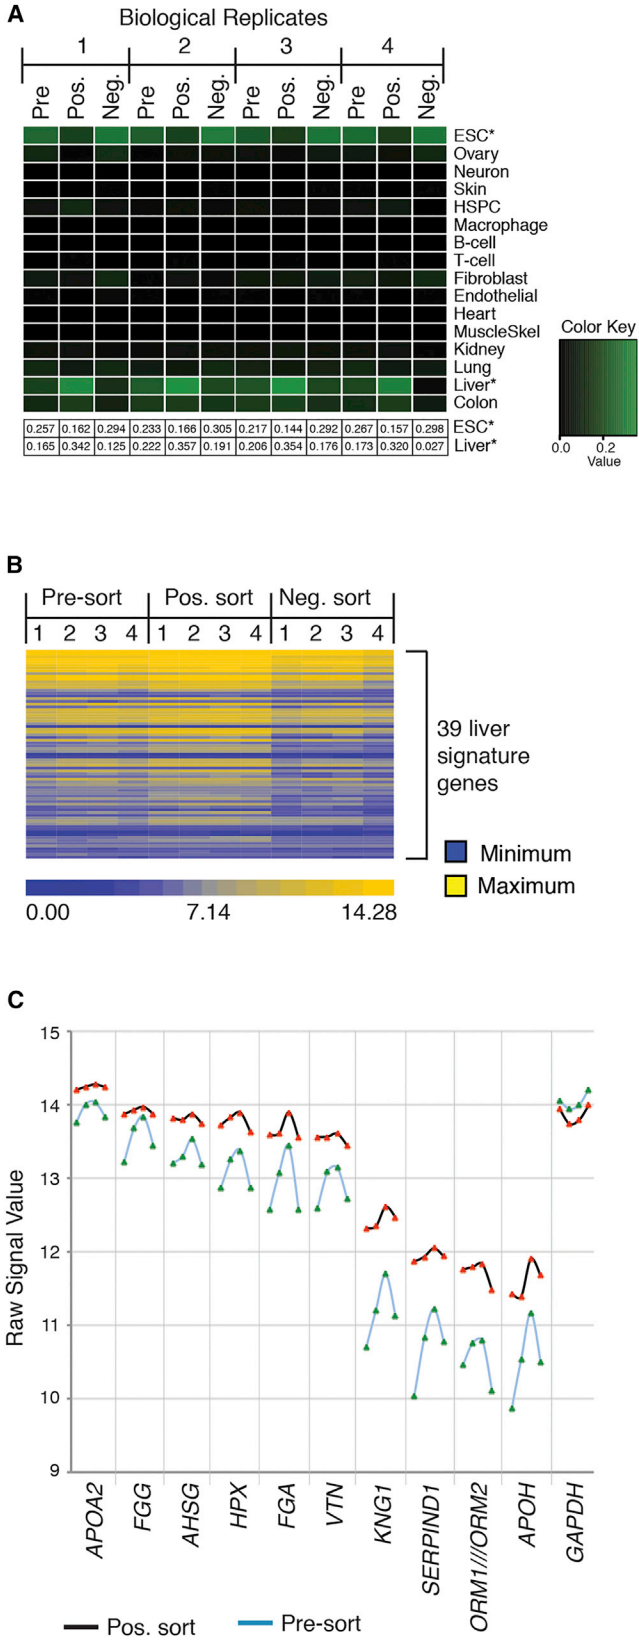 A
Biological Replicates
1 2 3 4
Pre Pos. Neg. Pre Pos. Neg. Pre Pos. Neg. Pre Pos. Neg.
ESC*
Ovary
Neuron
Skin
HSPC
Macrophage
B-cell
T-cell
Fibroblast
Endothelial
Heart
MuscleSkel
Kidney
Lung
Liver*
Colon
Color Key
0.0 0.2
Value
0.257 0.162 0.294 0.233 0.166 0.305 0.217 0.144 0.292 0.267 0.157 0.298 ESC*
0.165 0.342 0.125 0.222 0.357 0.191 0.206 0.354 0.176 0.173 0.320 0.027 Liver*
B
Pre-sort Pos. sort Neg. sort
1 2 3 4 1 2 3 4 1 2 3 4
39 liver
signature
genes
Minimum
Maximum
0.00 7.14 14.28
C
Raw Signal Value
15
14
13
12
11
10
9
APOA2 FGG AHSG HPX FGA VTN KNG1 SERPIND1 ORM1///ORM2 APOH GAPDH
Pos. sort Pre-sort